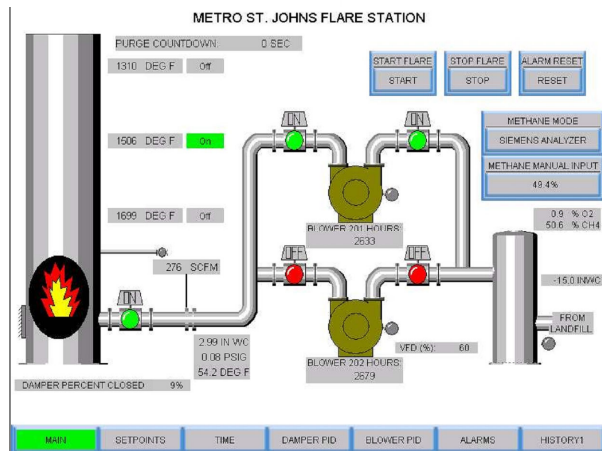 METRO ST. JOHNS FLARE STATION
PURGE COUNTDOWN: 0 SEC
1310 DEG F Off
START FLARE
START
STOP FLARE
STOP
ALARM RESET
RESET
METHANE MODE
SIEMENS ANALYZER
METHANE MANUAL INPUT
49.4%
ON
ON
1506 DEG F On
BLOWER 201 HOURS:
2633
1699 DEG F Off
0.9 % O2
50.6 % CH4
276 SCFM
OFF
OFF
-15.0 INWC
ON
FROM
LANDFILL
2.99 IN WC
0.08 PSIG
54.2 DEG F
VFD (%): 60
BLOWER 202 HOURS:
2679
DAMPER PERCENT CLOSED 9%
MAIN
SETPOINTS
TIME
DAMPER PID
BLOWER PID
ALARMS
HISTORY1